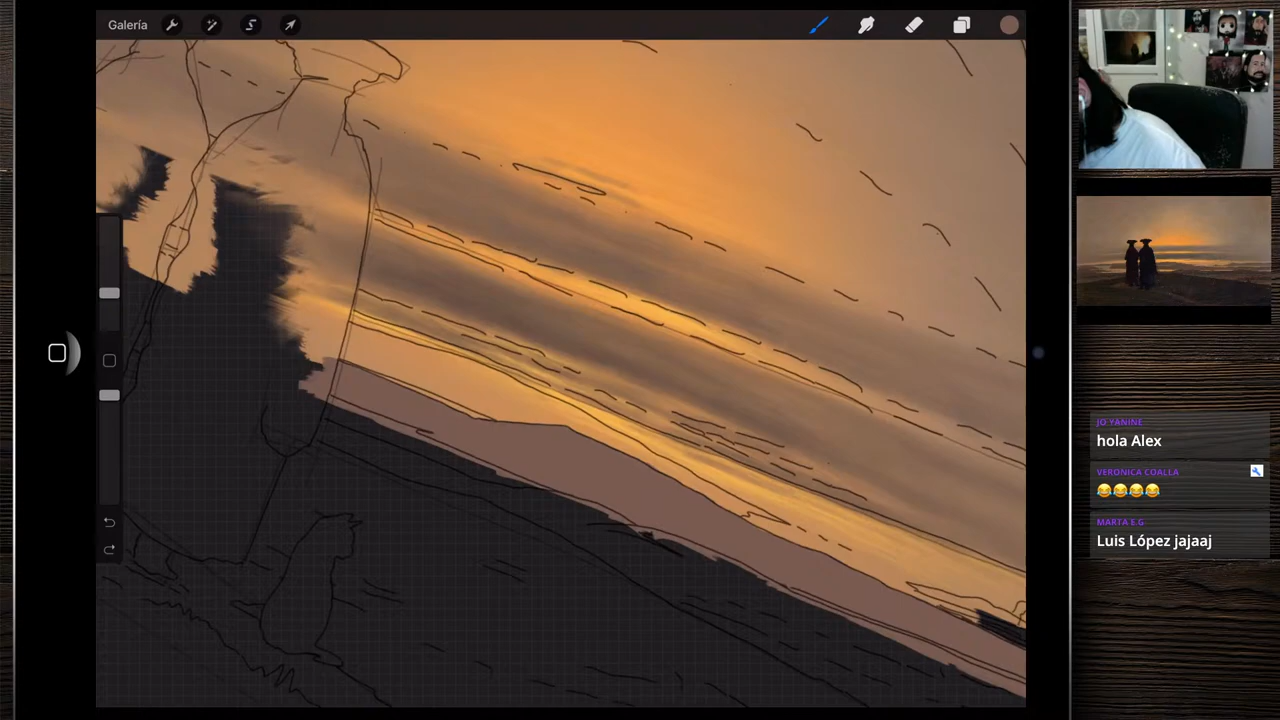 Galería
JO YANINE
hola Alex
VERONICA COALLA
😂😂😂😂
MARTA E.G
Luis López jajaaj